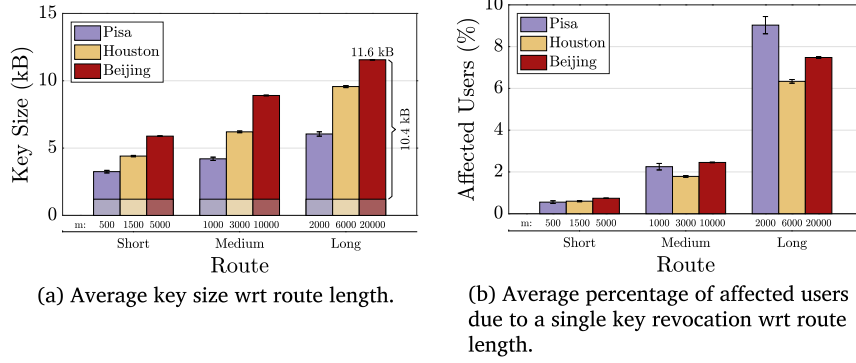 Key Size (kB)
15
10
5
0
Pisa
Houston
Beijing
11.6 kB
10.4 kB
m: 500 1500 5000 1000 3000 10000 2000 6000 20000
Short Medium Long
Route
(a) Average key size wrt route length.
Affected Users (%)
10
8
6
4
2
0
Pisa
Houston
Beijing
m: 500 1500 5000 1000 3000 10000 2000 6000 20000
Short Medium Long
Route
(b) Average percentage of affected users
due to a single key revocation wrt route
length.